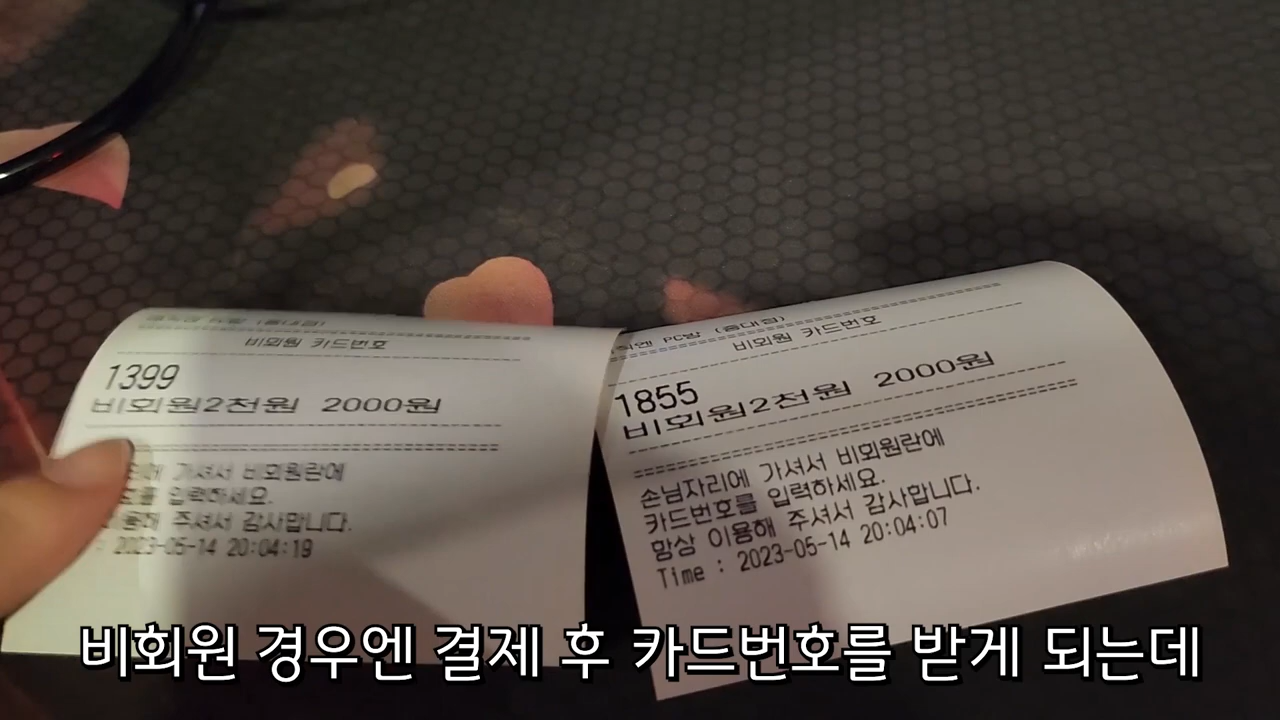 비회원 카드번호
1399
비회원2천원 2000원
가셔서 비회원란에
입력하세요.
주셔서 감사합니다.
: 2023-05-14 20:04:19
PC방 (홍대점)
비회원 카드번호
1855
비회원2천원 2000원
손님자리에 가셔서 비회원란에
카드번호를 입력하세요.
항상 이용해 주셔서 감사합니다.
Time : 2023-05-14 20:04:07
비회원 경우엔 결제 후 카드번호를 받게 되는데